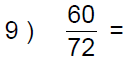 9 ) 60/72 =